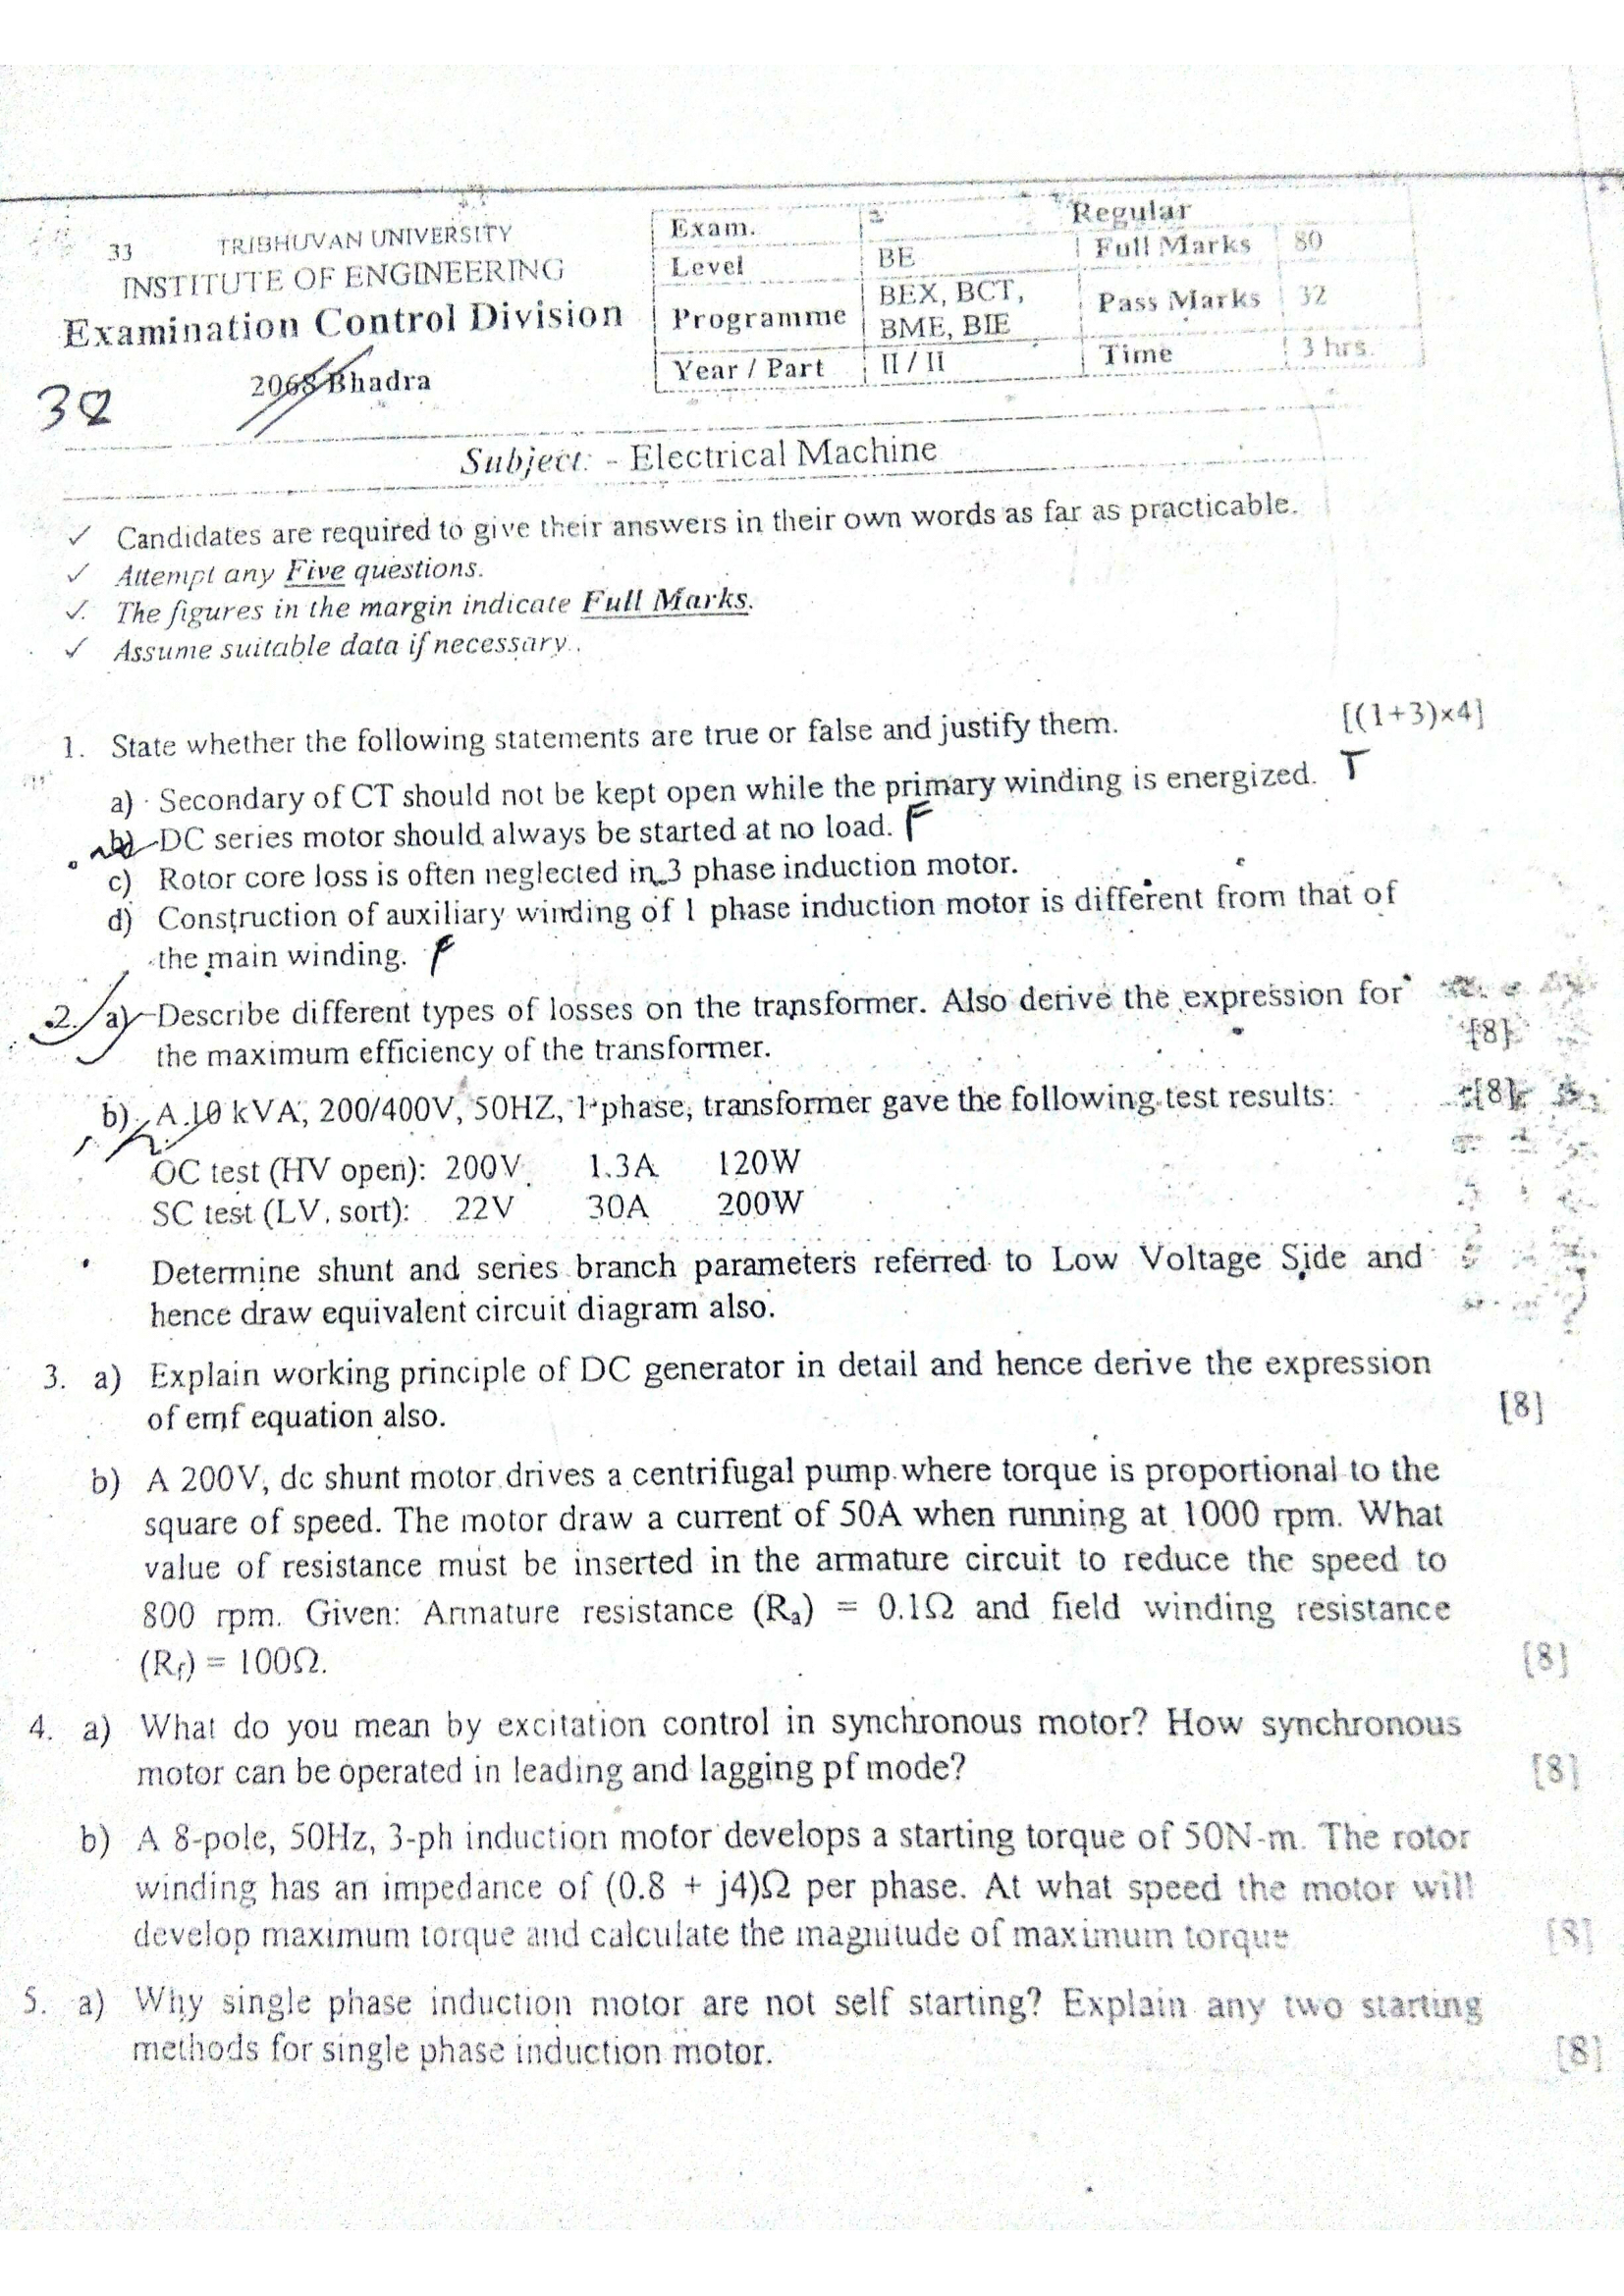 33 TRIBHUVAN UNIVERSITY
INSTITUTE OF ENGINEERING
Examination Control Division
2068 Bhadra
38
Exam. Regular
Level BE Full Marks 80
Programme BEX, BCT, BME, BIE Pass Marks 32
Year / Part II / II Time 3 hrs.
Subject: - Electrical Machine
✓ Candidates are required to give their answers in their own words as far as practicable.
✓ Attempt any Five questions.
✓ The figures in the margin indicate Full Marks.
✓ Assume suitable data if necessary.
1. State whether the following statements are true or false and justify them. [(1+3)×4]
a) Secondary of CT should not be kept open while the primary winding is energized. T
b) DC series motor should always be started at no load. F
c) Rotor core loss is often neglected in 3 phase induction motor.
d) Construction of auxiliary winding of 1 phase induction motor is different from that of
the main winding. F
2. a) Describe different types of losses on the transformer. Also derive the expression for
the maximum efficiency of the transformer. [8]
b) A 10 kVA, 200/400V, 50HZ, 1 phase, transformer gave the following test results: [8]
OC test (HV open): 200V 1.3A 120W
SC test (LV, sort): 22V 30A 200W
Determine shunt and series branch parameters referred to Low Voltage Side and
hence draw equivalent circuit diagram also.
3. a) Explain working principle of DC generator in detail and hence derive the expression
of emf equation also. [8]
b) A 200V, dc shunt motor drives a centrifugal pump where torque is proportional to the
square of speed. The motor draw a current of 50A when running at 1000 rpm. What
value of resistance must be inserted in the armature circuit to reduce the speed to
800 rpm. Given: Armature resistance (Ra) = 0.1Ω and field winding resistance
(Rf) = 100Ω. [8]
4. a) What do you mean by excitation control in synchronous motor? How synchronous
motor can be operated in leading and lagging pf mode? [8]
b) A 8-pole, 50Hz, 3-ph induction motor develops a starting torque of 50N-m. The rotor
winding has an impedance of (0.8 + j4)Ω per phase. At what speed the motor will
develop maximum torque and calculate the magnitude of maximum torque [8]
5. a) Why single phase induction motor are not self starting? Explain any two starting
methods for single phase induction motor. [8]